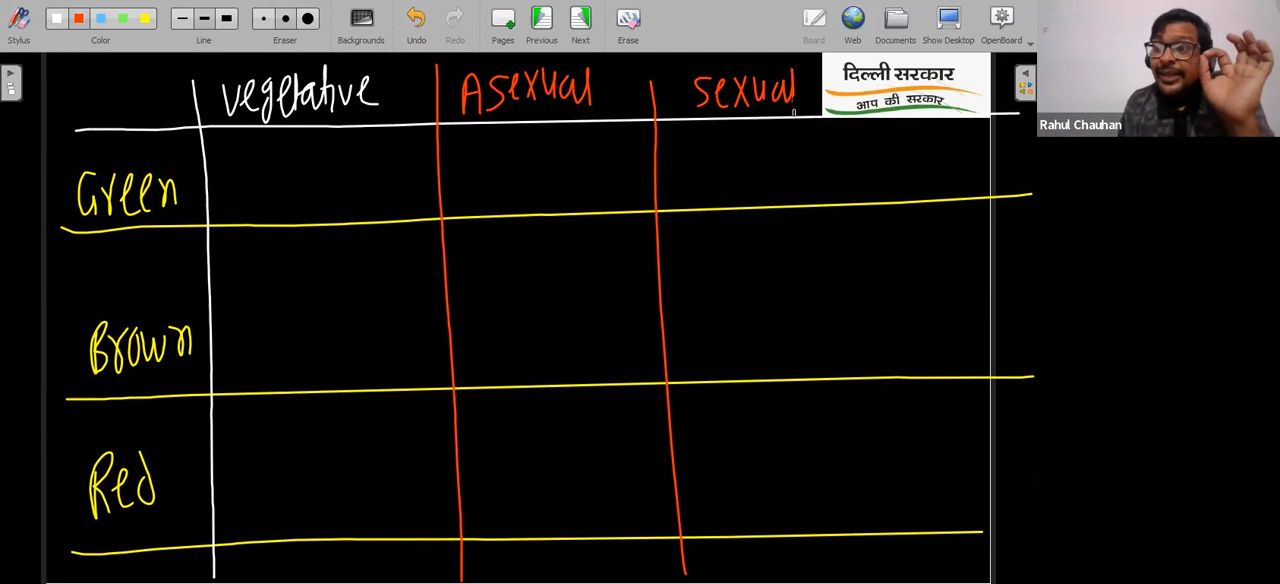 Stylus
Color
Line
Eraser
Backgrounds
Undo
Redo
Pages
Previous
Next
Erase
Board
Web
Documents
Show Desktop
OpenBoard
vegetative
Asexual
sexual
दिल्ली सरकार
आप की सरकार
Rahul Chauhan
Green
Brown
Red